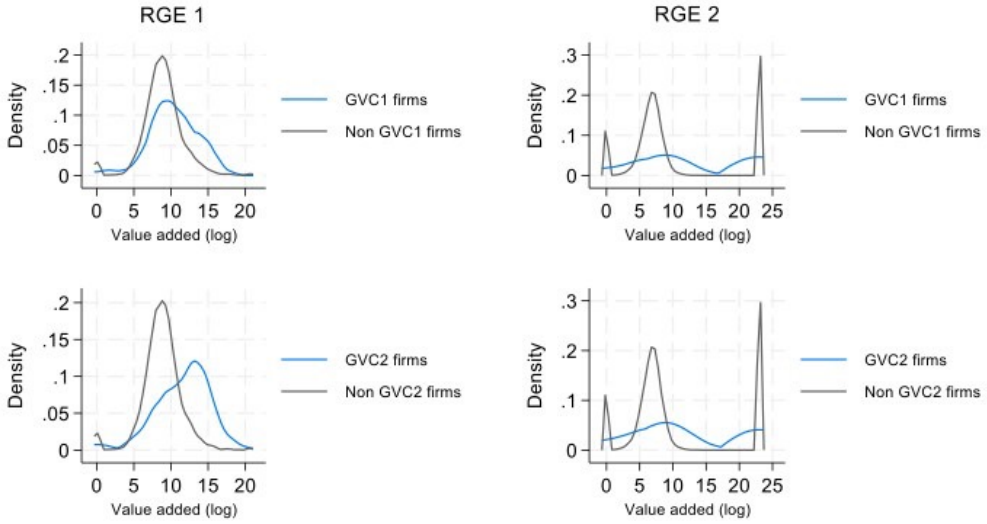 RGE 1
.2
.15
.1
.05
0
Density
0 5 10 15 20
Value added (log)
GVC1 firms
Non GVC1 firms
RGE 2
.3
.2
.1
0
Density
0 5 10 15 20 25
Value added (log)
GVC1 firms
Non GVC1 firms
.2
.15
.1
.05
0
Density
0 5 10 15 20
Value added (log)
GVC2 firms
Non GVC2 firms
.3
.2
.1
0
Density
0 5 10 15 20 25
Value added (log)
GVC2 firms
Non GVC2 firms